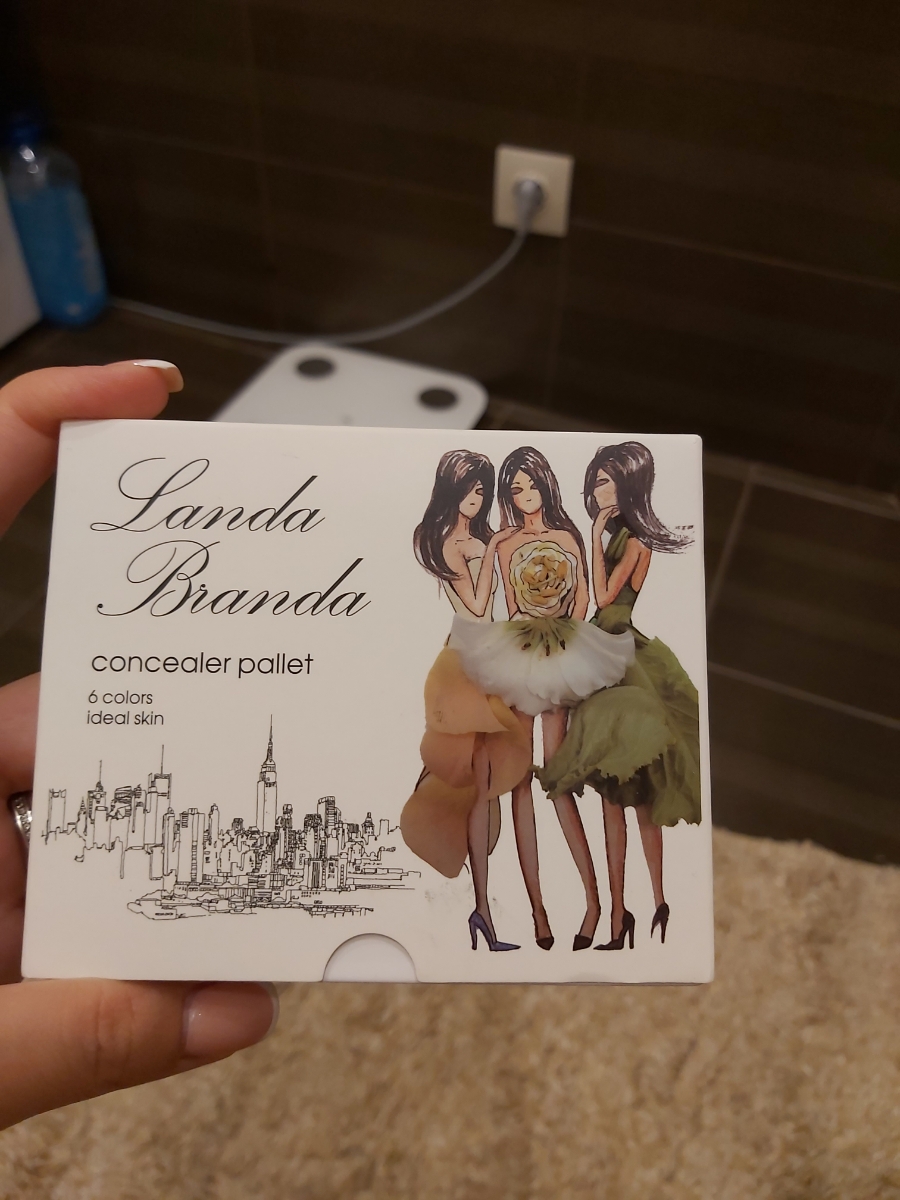 Landa
Branda
concealer pallet
6 colors
ideal skin